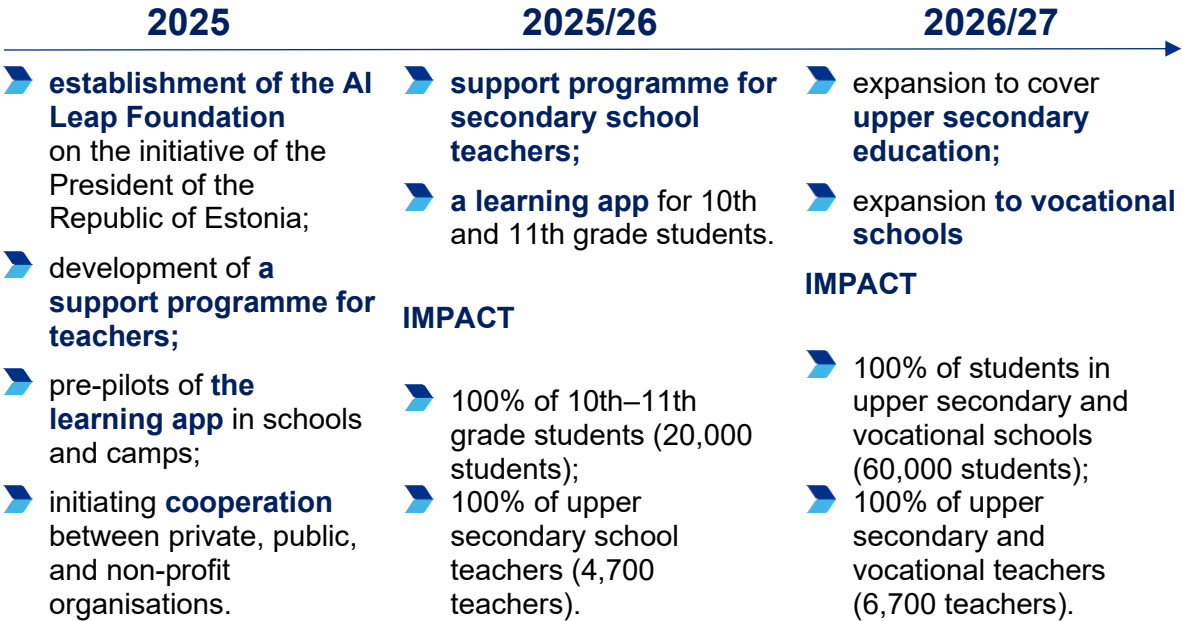 2025
establishment of the AI
Leap Foundation
on the initiative of the
President of the
Republic of Estonia;
development of a
support programme for
teachers;
pre-pilots of the
learning app in schools
and camps;
initiating cooperation
between private, public,
and non-profit
organisations.
2025/26
support programme for
secondary school
teachers;
a learning app for 10th
and 11th grade students.
IMPACT
100% of 10th–11th
grade students (20,000
students);
100% of upper
secondary school
teachers (4,700
teachers).
2026/27
expansion to cover
upper secondary
education;
expansion to vocational
schools
IMPACT
100% of students in
upper secondary and
vocational schools
(60,000 students);
100% of upper
secondary and
vocational teachers
(6,700 teachers).